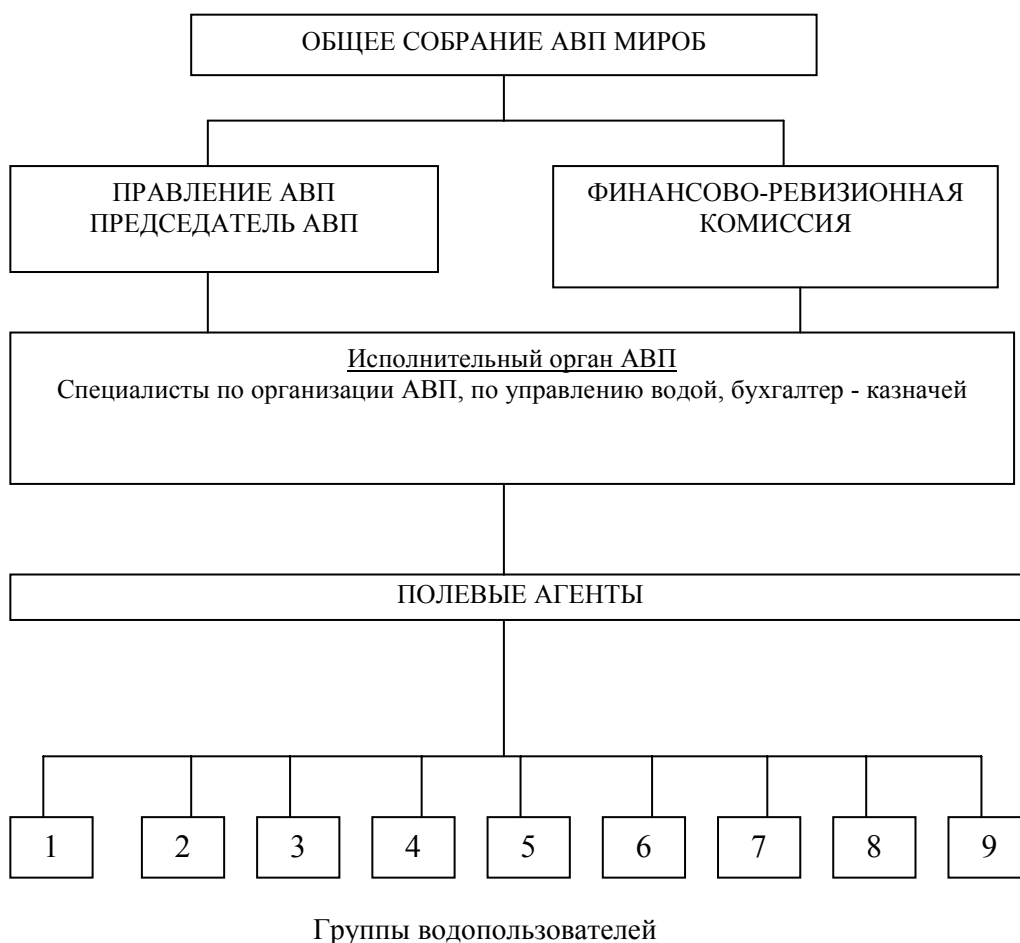 ОБЩЕЕ СОБРАНИЕ АВП МИРОБ
ПРАВЛЕНИЕ АВП
ПРЕДСЕДАТЕЛЬ АВП
ФИНАНСОВО-РЕВИЗИОННАЯ
КОМИССИЯ
Исполнительный орган АВП
Специалисты по организации АВП, по управлению водой, бухгалтер - казначей
ПОЛЕВЫЕ АГЕНТЫ
1 2 3 4 5 6 7 8 9
Группы водопользователей